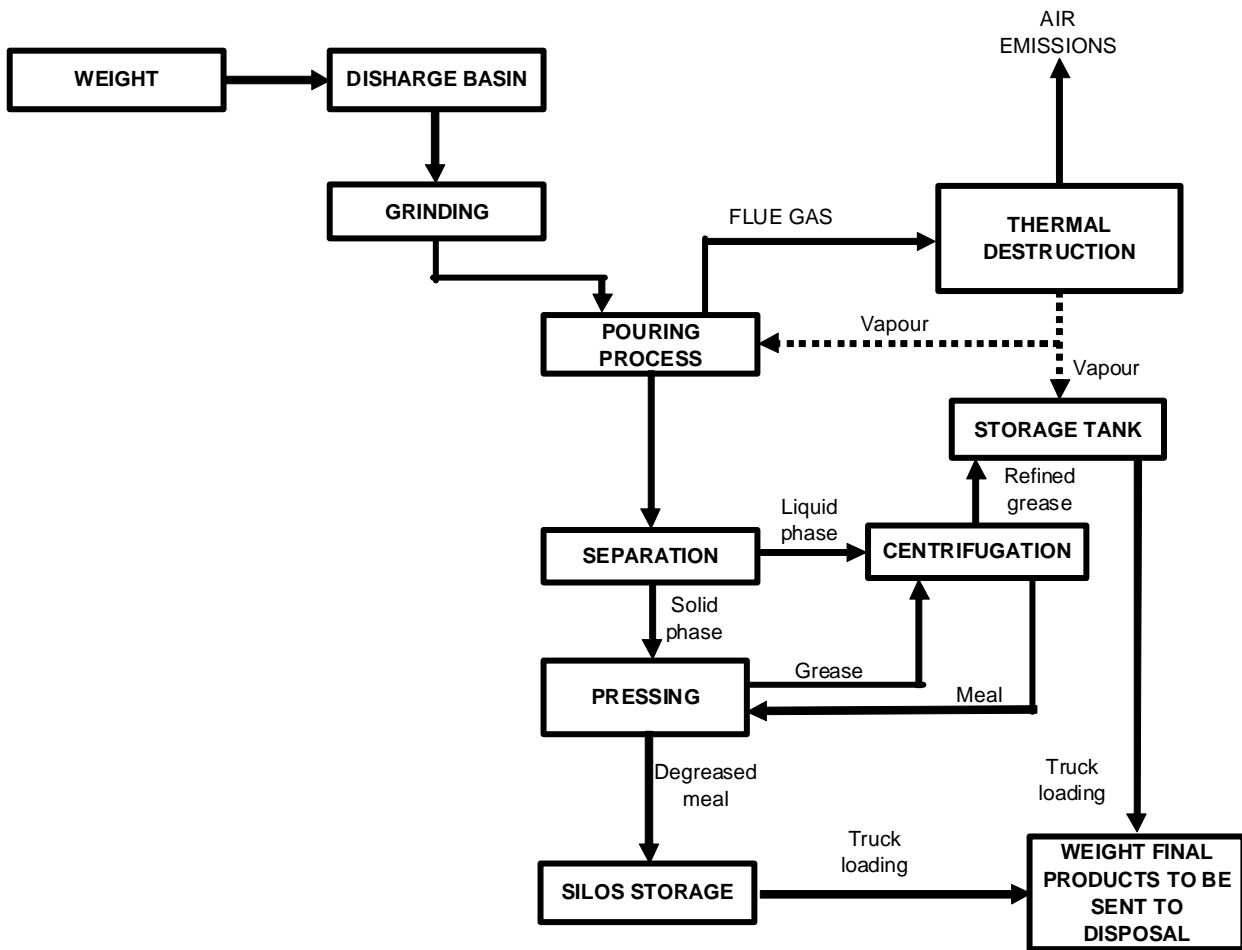 AIR
EMISSIONS
WEIGHT
DISHARGE BASIN
GRINDING
FLUE GAS
THERMAL
DESTRUCTION
POURING
PROCESS
Vapour
Vapour
STORAGE TANK
Refined
grease
Liquid
phase
SEPARATION
CENTRIFUGATION
Solid
phase
Grease
PRESSING
Meal
Degreased
meal
Truck
loading
Truck
loading
SILOS STORAGE
WEIGHT FINAL
PRODUCTS TO BE
SENT TO
DISPOSAL